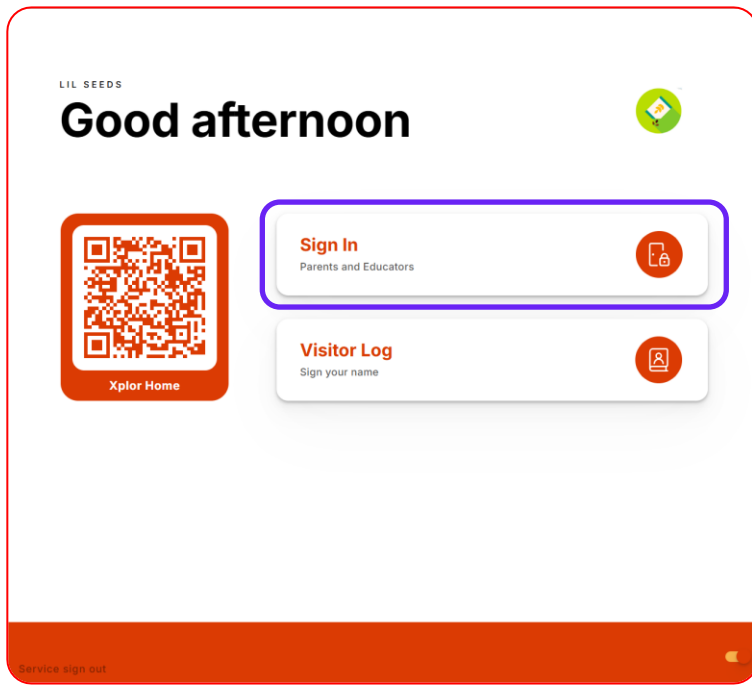 LIL SEEDS
Good afternoon
Sign In
Parents and Educators
Visitor Log
Sign your name
Xplor Home
Service sign out